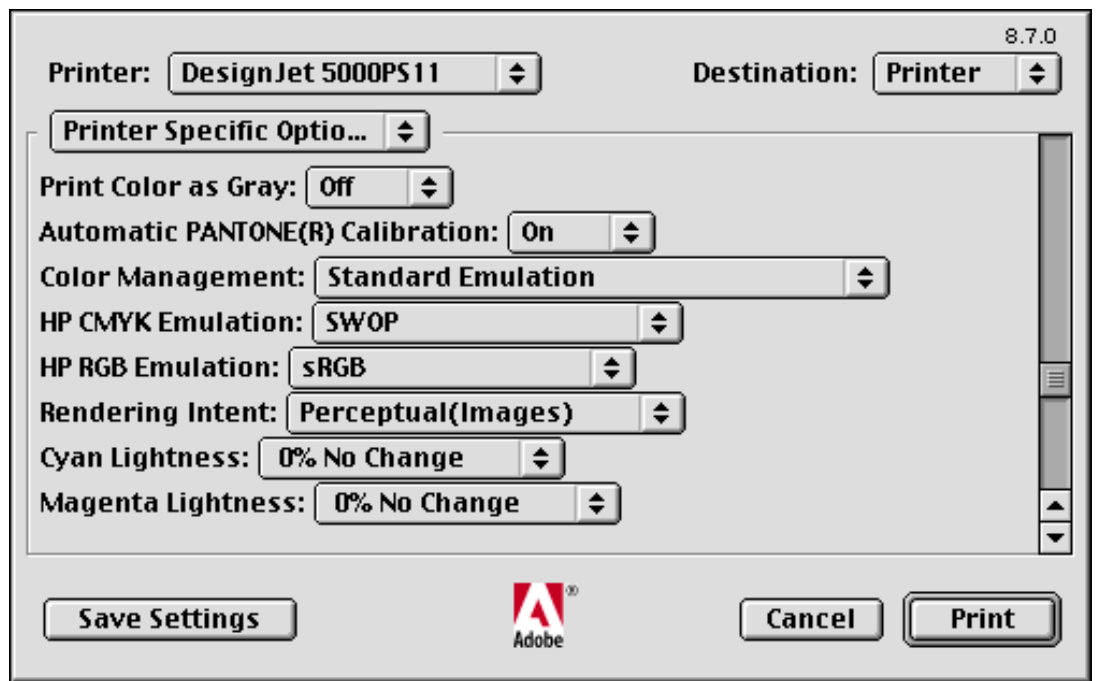 8.7.0
Printer: DesignJet 5000PS11 Destination: Printer
Printer Specific Optio...
Print Color as Gray: Off
Automatic PANTONE(R) Calibration: On
Color Management: Standard Emulation
HP CMYK Emulation: SWOP
HP RGB Emulation: sRGB
Rendering Intent: Perceptual(Images)
Cyan Lightness: 0% No Change
Magenta Lightness: 0% No Change
Save Settings Adobe® Cancel Print